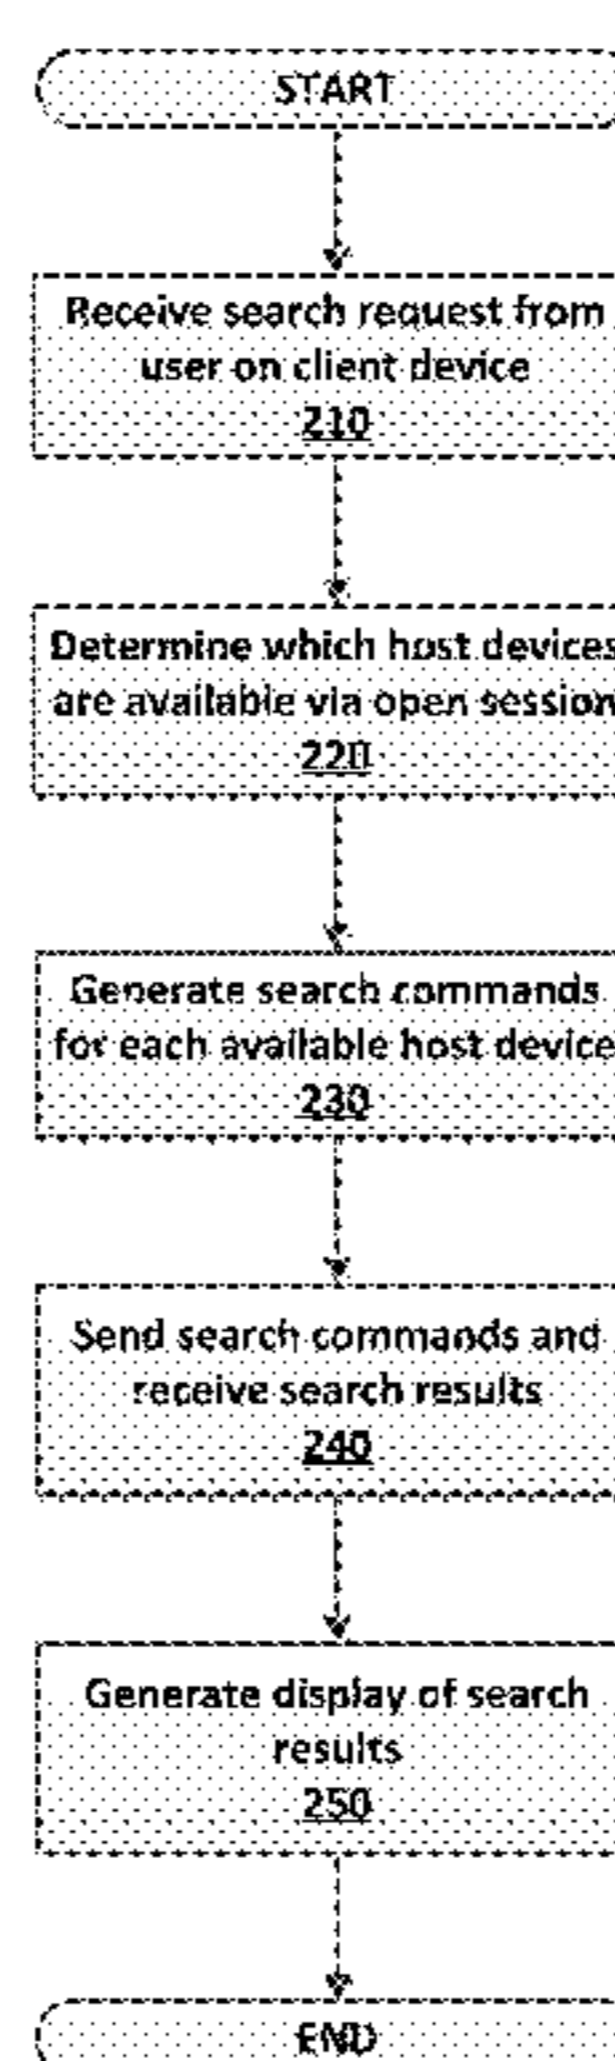 START
Receive search request from
user on client device
210
Determine which host devices
are available via open session
220
Generate search commands
for each available host device
230
Send search commands and
receive search results
240
Generate display of search
results
250
END